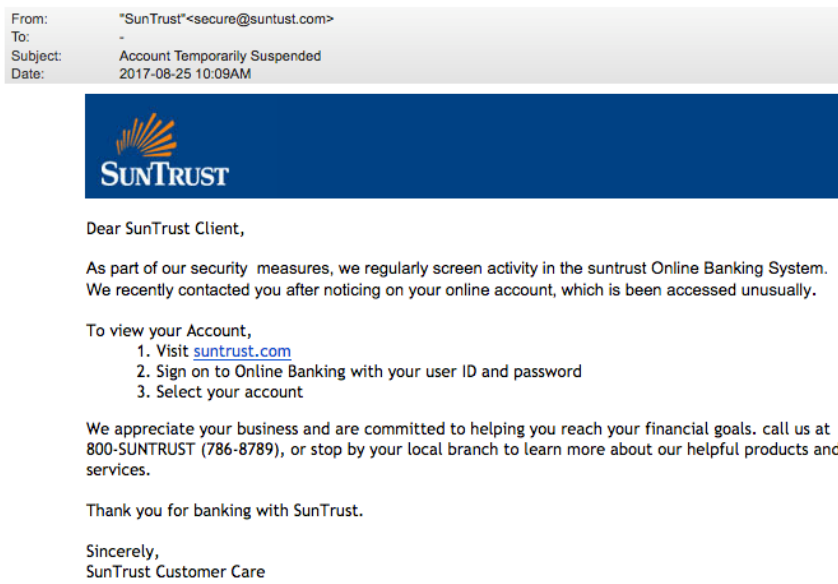 From: "SunTrust"<secure@suntust.com>
To: -
Subject: Account Temporarily Suspended
Date: 2017-08-25 10:09AM
SUNTRUST
Dear SunTrust Client,
As part of our security  measures, we regularly screen activity in the suntrust Online Banking System.
We recently contacted you after noticing on your online account, which is been accessed unusually.
To view your Account,
1. Visit suntrust.com
2. Sign on to Online Banking with your user ID and password
3. Select your account
We appreciate your business and are committed to helping you reach your financial goals. call us at
800-SUNTRUST (786-8789), or stop by your local branch to learn more about our helpful products and
services.
Thank you for banking with SunTrust.
Sincerely,
SunTrust Customer Care